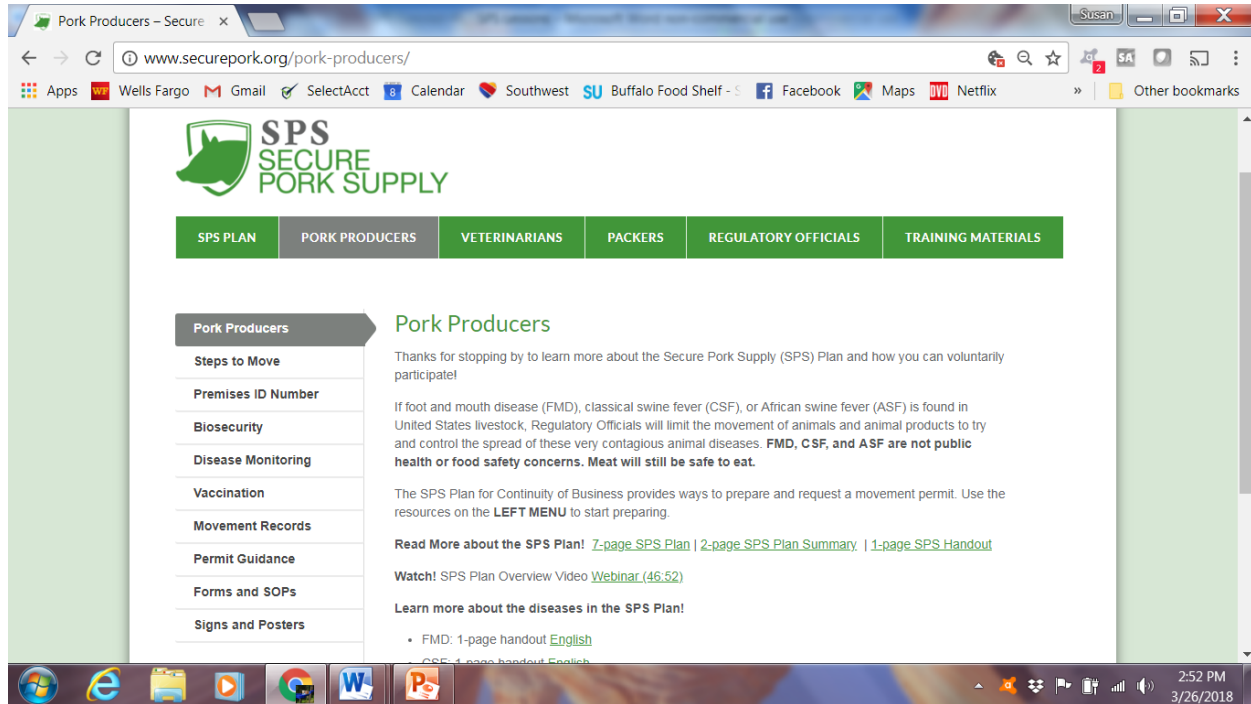 Pork Producers – Secure
Susan
www.securepork.org/pork-producers/
2
SA
Apps WF Wells Fargo Gmail SelectAcct 8 Calendar Southwest SU Buffalo Food Shelf - S Facebook Maps DVD Netflix » Other bookmarks
SPS
SECURE
PORK SUPPLY
SPS PLAN PORK PRODUCERS VETERINARIANS PACKERS REGULATORY OFFICIALS TRAINING MATERIALS
Pork Producers
Steps to Move
Premises ID Number
Biosecurity
Disease Monitoring
Vaccination
Movement Records
Permit Guidance
Forms and SOPs
Signs and Posters
Pork Producers
Thanks for stopping by to learn more about the Secure Pork Supply (SPS) Plan and how you can voluntarily
participate!
If foot and mouth disease (FMD), classical swine fever (CSF), or African swine fever (ASF) is found in
United States livestock, Regulatory Officials will limit the movement of animals and animal products to try
and control the spread of these very contagious animal diseases. FMD, CSF, and ASF are not public
health or food safety concerns. Meat will still be safe to eat.
The SPS Plan for Continuity of Business provides ways to prepare and request a movement permit. Use the
resources on the LEFT MENU to start preparing.
Read More about the SPS Plan! 7-page SPS Plan | 2-page SPS Plan Summary | 1-page SPS Handout
Watch! SPS Plan Overview Video Webinar (46:52)
Learn more about the diseases in the SPS Plan!
• FMD: 1-page handout English
• CSF: 1-page handout English
2:52 PM
3/26/2018